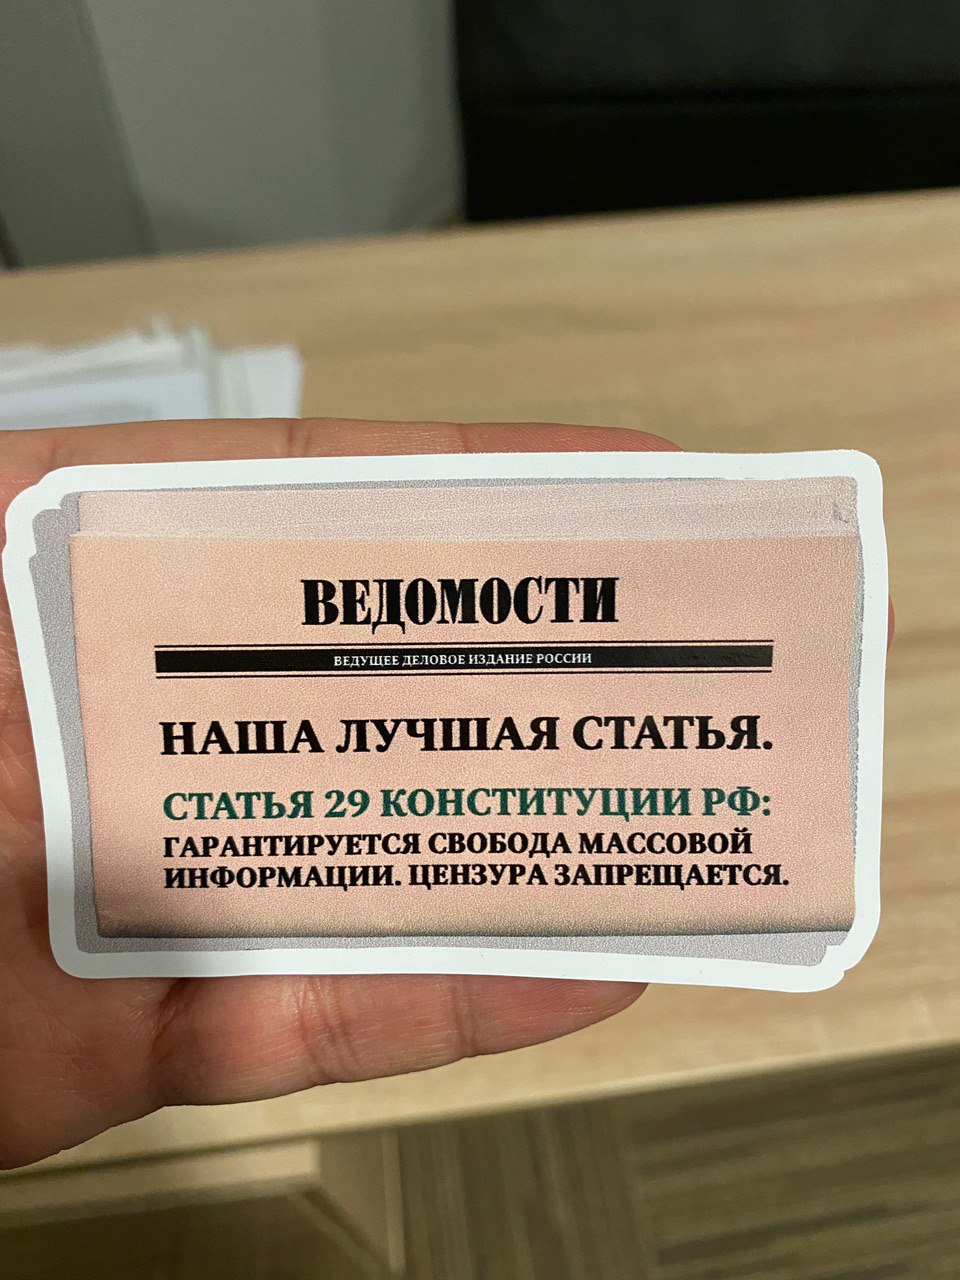 ВЕДОМОСТИ
ВЕДУЩЕЕ ДЕЛОВОЕ ИЗДАНИЕ РОССИИ
НАША ЛУЧШАЯ СТАТЬЯ.
СТАТЬЯ 29 КОНСТИТУЦИИ РФ:
ГАРАНТИРУЕТСЯ СВОБОДА МАССОВОЙ
ИНФОРМАЦИИ. ЦЕНЗУРА ЗАПРЕЩАЕТСЯ.